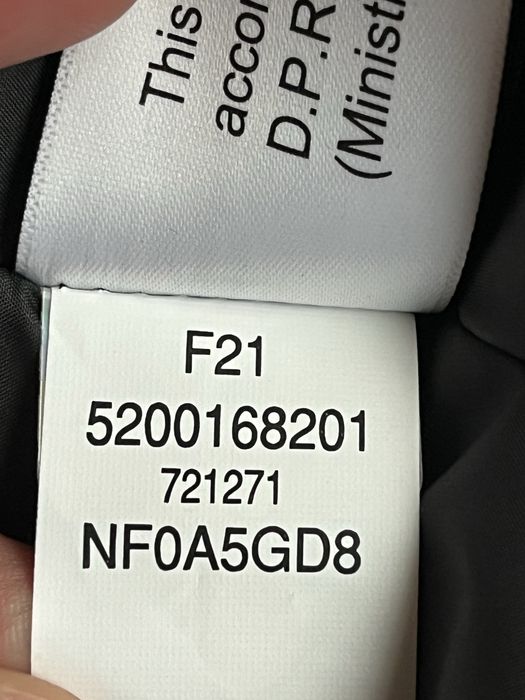 This
accor
D.P.R
(Minist
F21
5200168201
721271
NF0A5GD8